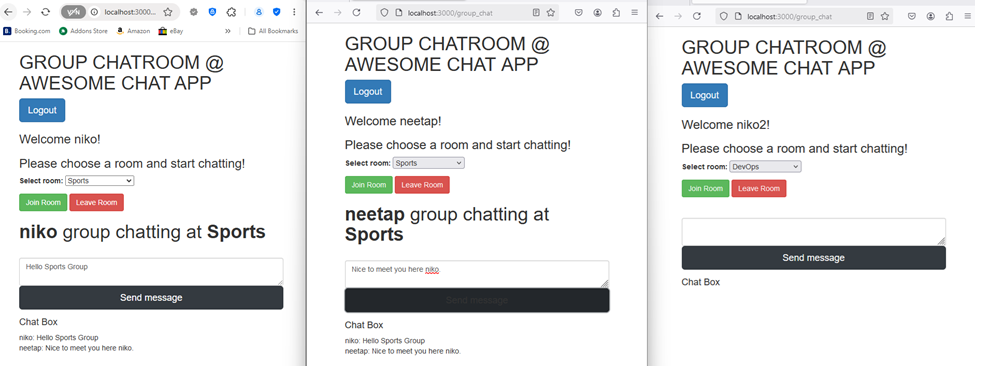 VPN localhost:3000...
Booking.com Addons Store Amazon eBay » All Bookmarks
GROUP CHATROOM @
AWESOME CHAT APP
Logout
Welcome niko!
Please choose a room and start chatting!
Select room: Sports
Join Room Leave Room
niko group chatting at Sports
Hello Sports Group
Send message
Chat Box
niko: Hello Sports Group
neetap: Nice to meet you here niko.
localhost:3000/group_chat
GROUP CHATROOM @
AWESOME CHAT APP
Logout
Welcome neetap!
Please choose a room and start chatting!
Select room: Sports
Join Room Leave Room
neetap group chatting at
Sports
Nice to meet you here niko.
Send message
Chat Box
niko: Hello Sports Group
neetap: Nice to meet you here niko.
localhost:3000/group_chat
GROUP CHATROOM @
AWESOME CHAT APP
Logout
Welcome niko2!
Please choose a room and start chatting!
Select room: DevOps
Join Room Leave Room
Send message
Chat Box